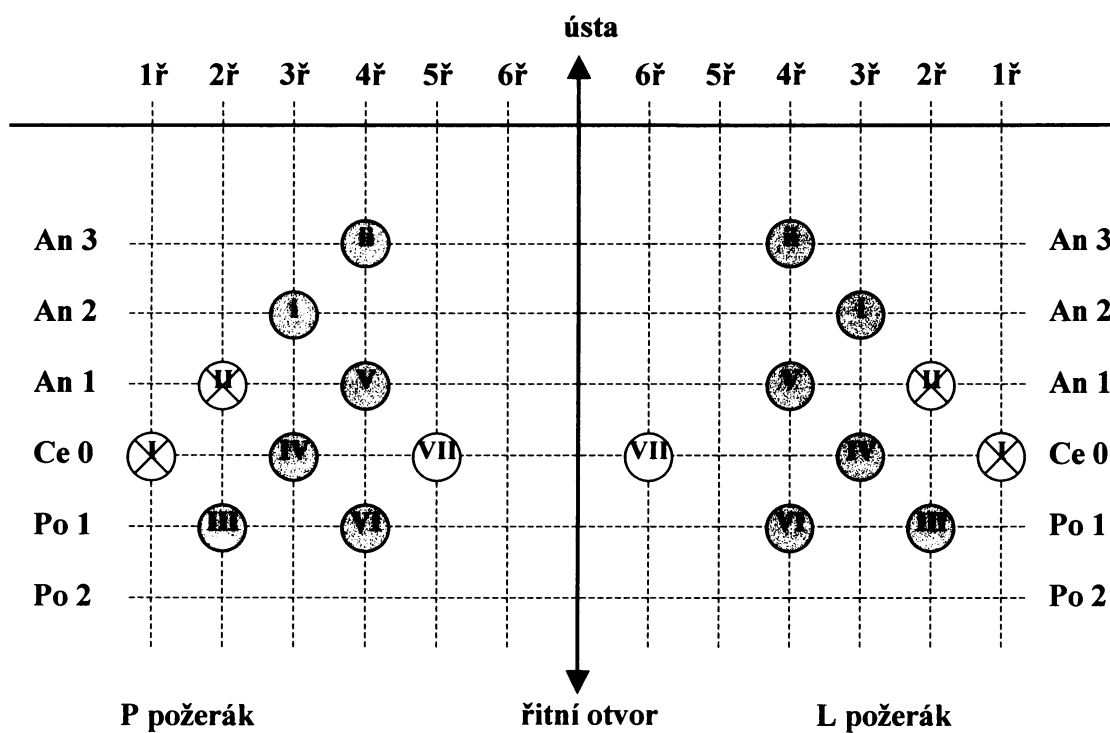 ústa
1ř 2ř 3ř 4ř 5ř 6ř 6ř 5ř 4ř 3ř 2ř 1ř
An 3 An 3
An 2 I I An 2
An 1 II V V II An 1
Ce 0 I IV VII VII IV I Ce 0
Po 1 III VI VI III Po 1
Po 2 Po 2
P požerák řitní otvor L požerák